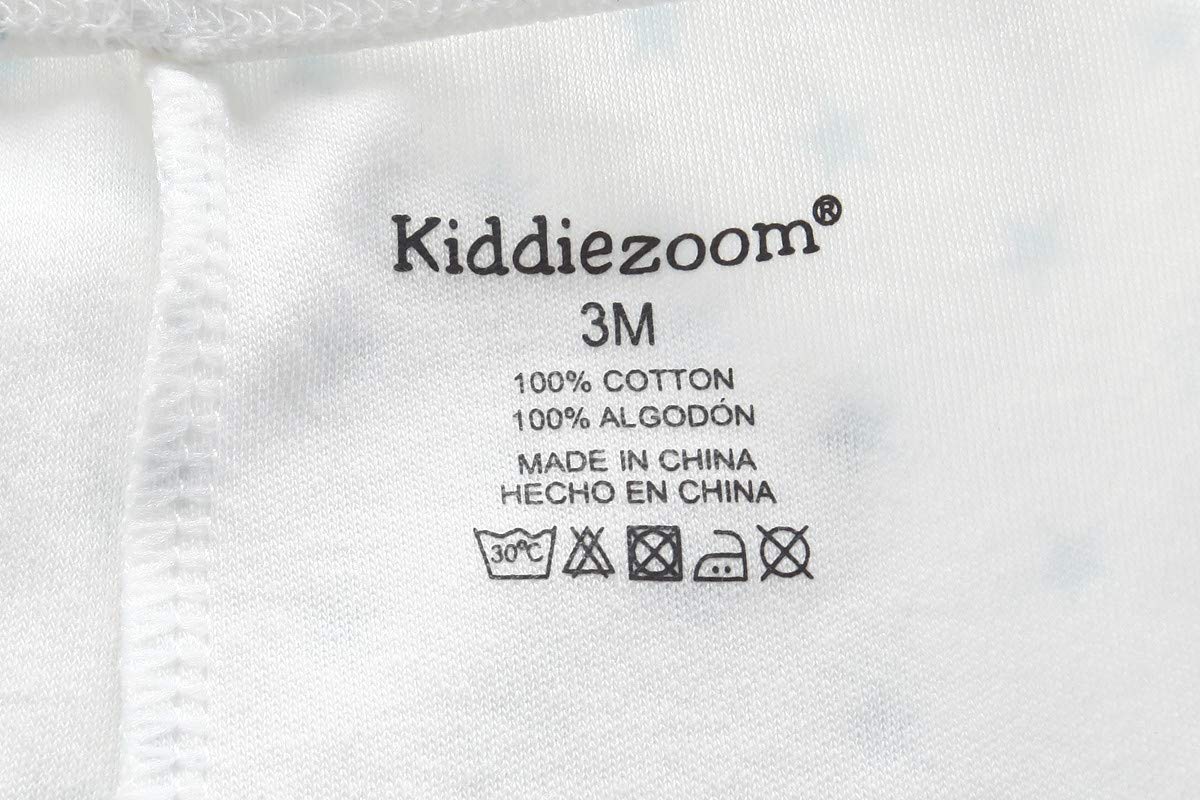 Kiddiezoom®
3M
100% COTTON
100% ALGODÓN
MADE IN CHINA
HECHO EN CHINA
30°C